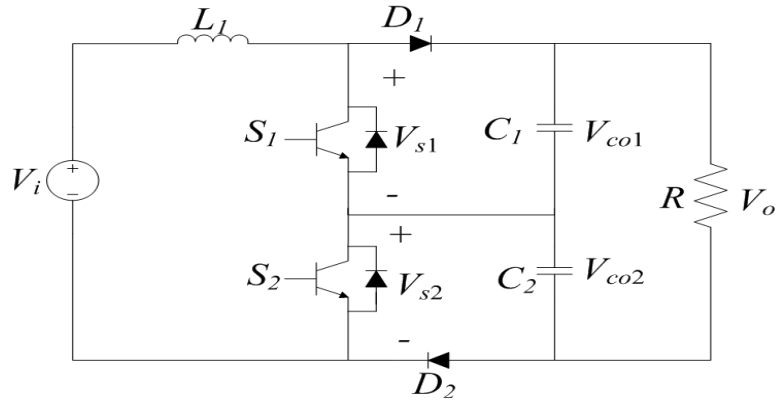 L1 D1
+
S1 Vs1 C1 Vco1
+
Vi R Vo
-
-
+
S2 Vs2 C2 Vco2
-
D2